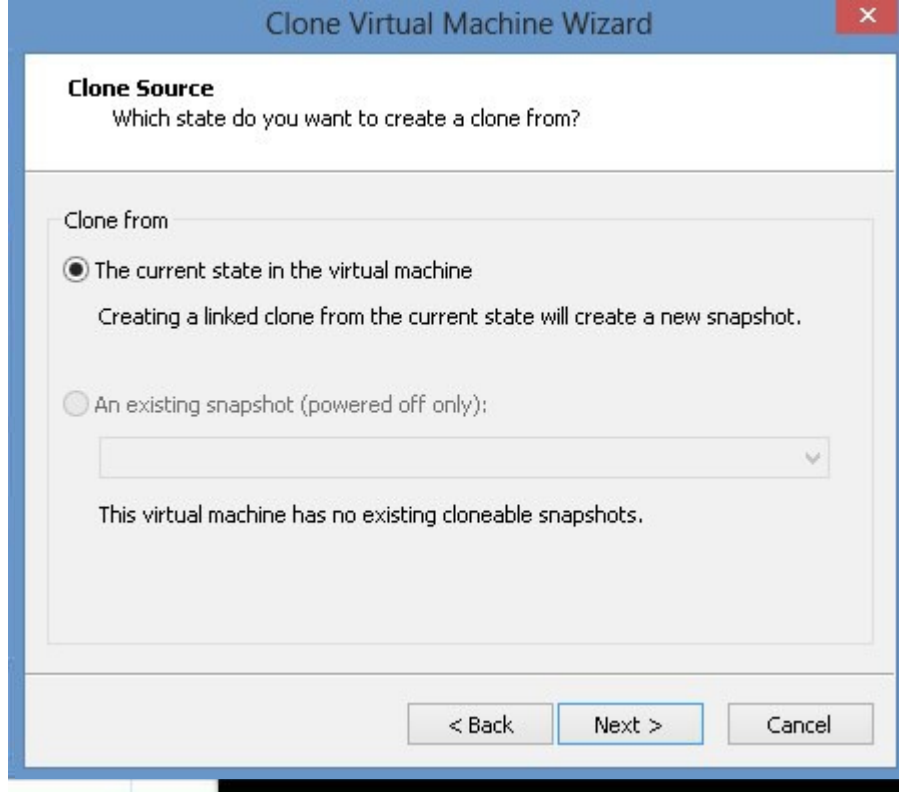 Clone Virtual Machine Wizard
Clone Source
Which state do you want to create a clone from?
Clone from
The current state in the virtual machine
Creating a linked clone from the current state will create a new snapshot.
An existing snapshot (powered off only):
This virtual machine has no existing cloneable snapshots.
< Back Next > Cancel